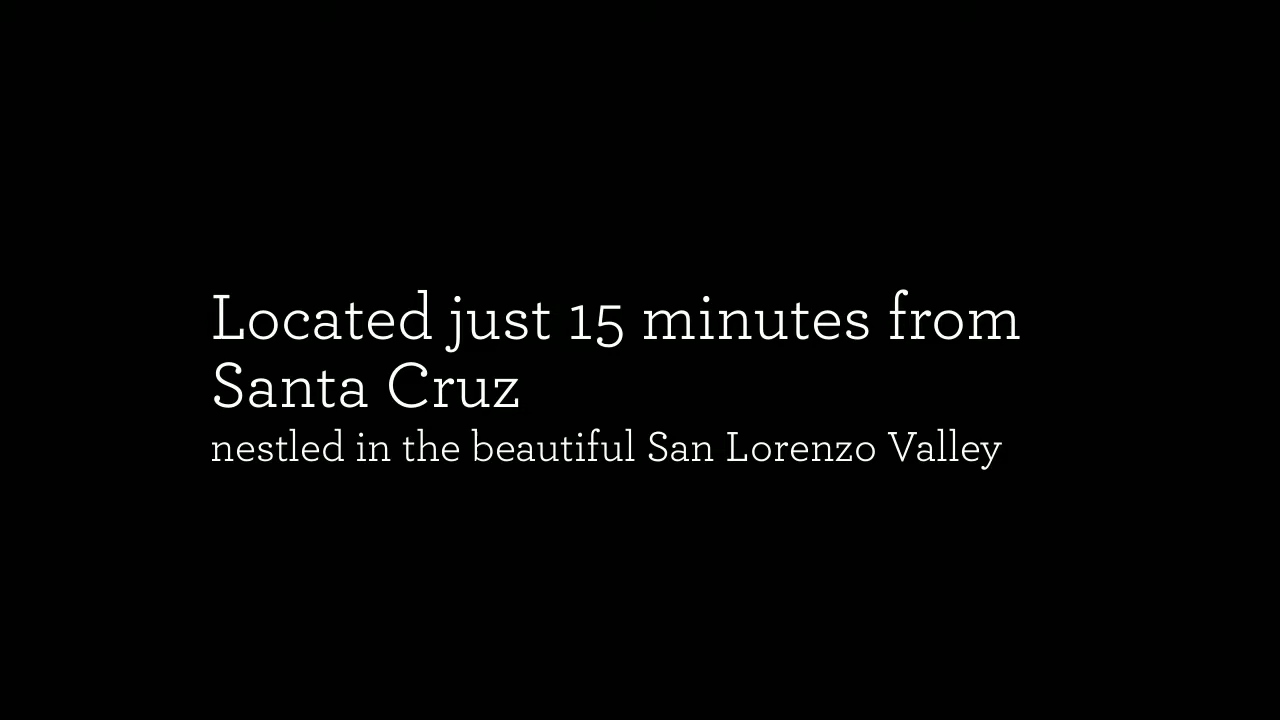 Located just 15 minutes from
Santa Cruz
nestled in the beautiful San Lorenzo Valley